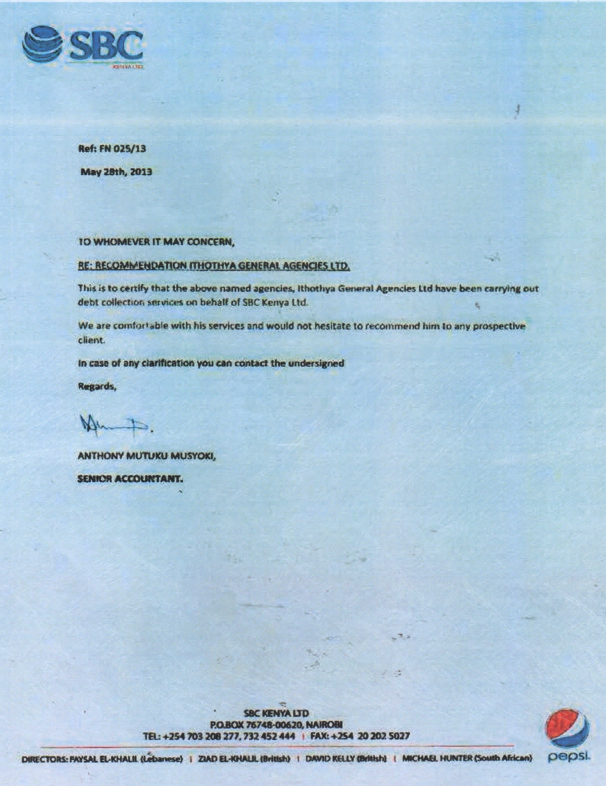 SBC
KENYA LTD.
Ref: FN 025/13
May 28th, 2013
TO WHOMEVER IT MAY CONCERN,
RE: RECOMMENDATION ITHOTHYA GENERAL AGENCIES LTD.
This is to certify that the above named agencies, Ithothya General Agencies Ltd have been carrying out
debt collection services on behalf of SBC Kenya Ltd.
We are comfortable with his services and would not hesitate to recommend him to any prospective
client.
In case of any clarification you can contact the undersigned
Regards,
ANTHONY MUTUKU MUSYOKI,
SENIOR ACCOUNTANT.
SBC KENYA LTD
P.O.BOX 76748-00620, NAIROBI
TEL: +254 703 208 277, 732 452 444 | FAX: +254 20 202 5027
DIRECTORS: FAYSAL EL-KHALIL (Lebanese) | ZIAD EL-KHALIL (British) | DAVID KELLY (British) | MICHAEL HUNTER (South African)
pepsi